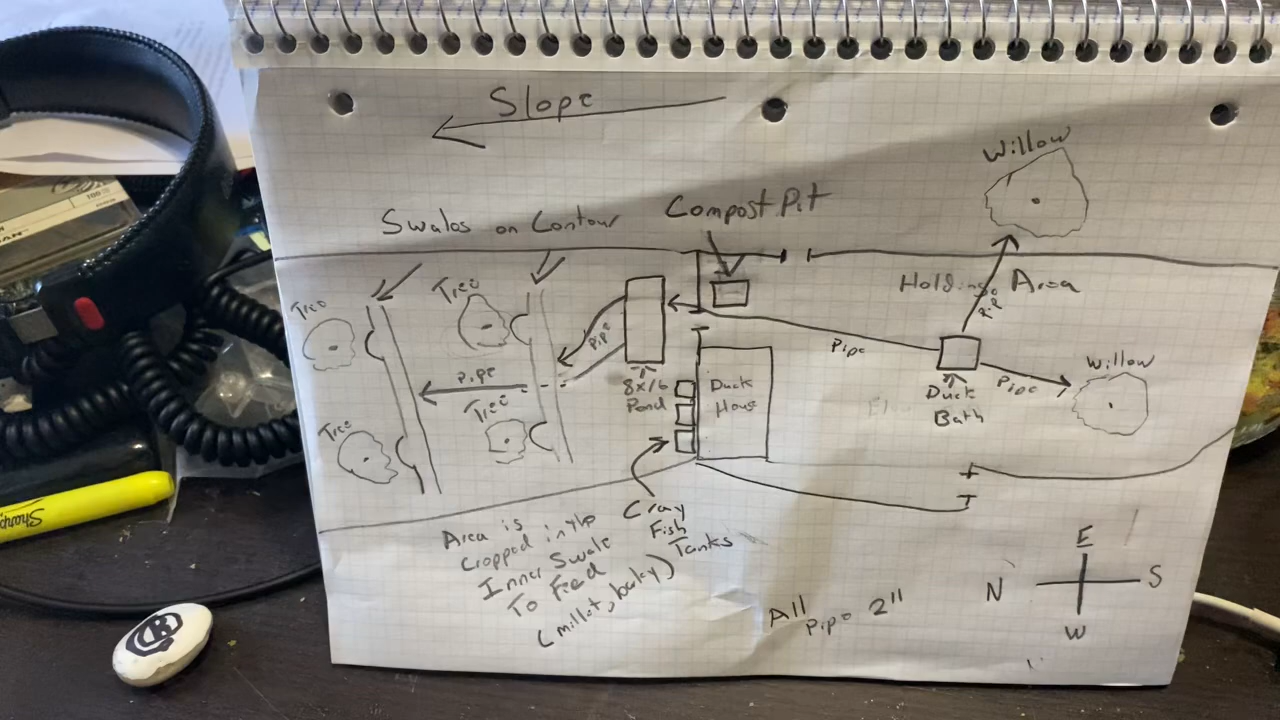 Slope
Willow
Compost Pit
Swales on Contour
Holding Area
Pipe
Tree
Tree
Pipe
Pipe
Willow
Pipe
8x16
Pond
Duck
House
Duck
Bath
Pipe
Tree
Tree
Cray
Fish
Tanks
Area is
Cropped in the
Inner Swale
To Feed
(millet, barley)
All
Pipe 2"
E
N
S
W
Sharpie
100